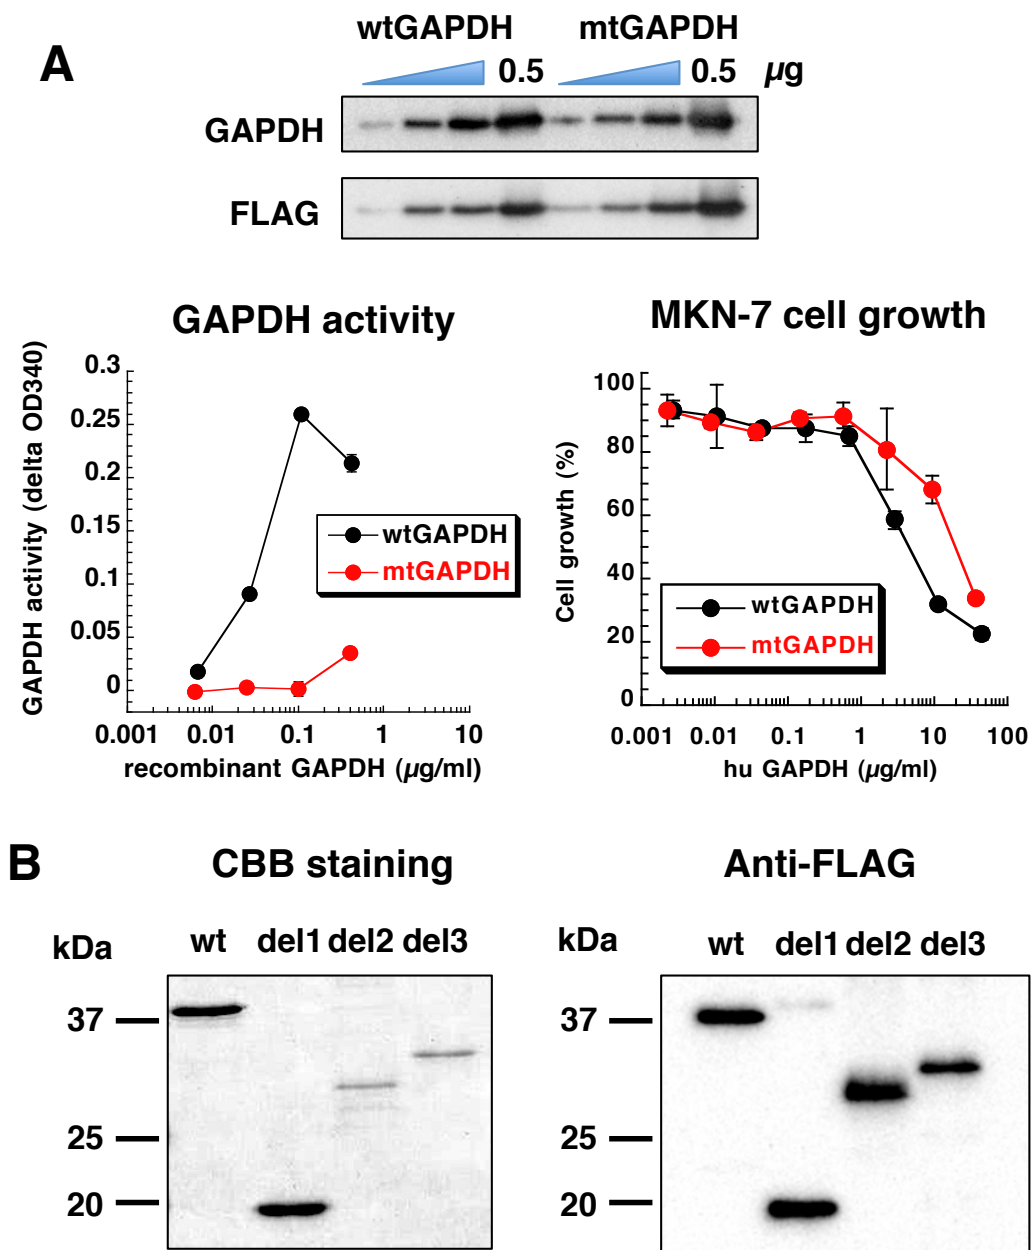 A
wtGAPDH mtGAPDH
0.5 0.5 µg
GAPDH
FLAG
GAPDH activity
GAPDH activity (delta OD340)
0.3
0.25
0.2
0.15
0.1
0.05
0
wtGAPDH
mtGAPDH
0.001 0.01 0.1 1 10
recombinant GAPDH (µg/ml)
MKN-7 cell growth
Cell growth (%)
100
80
60
40
20
0
wtGAPDH
mtGAPDH
0.001 0.01 0.1 1 10 100
hu GAPDH (µg/ml)
B
CBB staining
kDa wt del1 del2 del3
37
25
20
Anti-FLAG
kDa wt del1 del2 del3
37
25
20